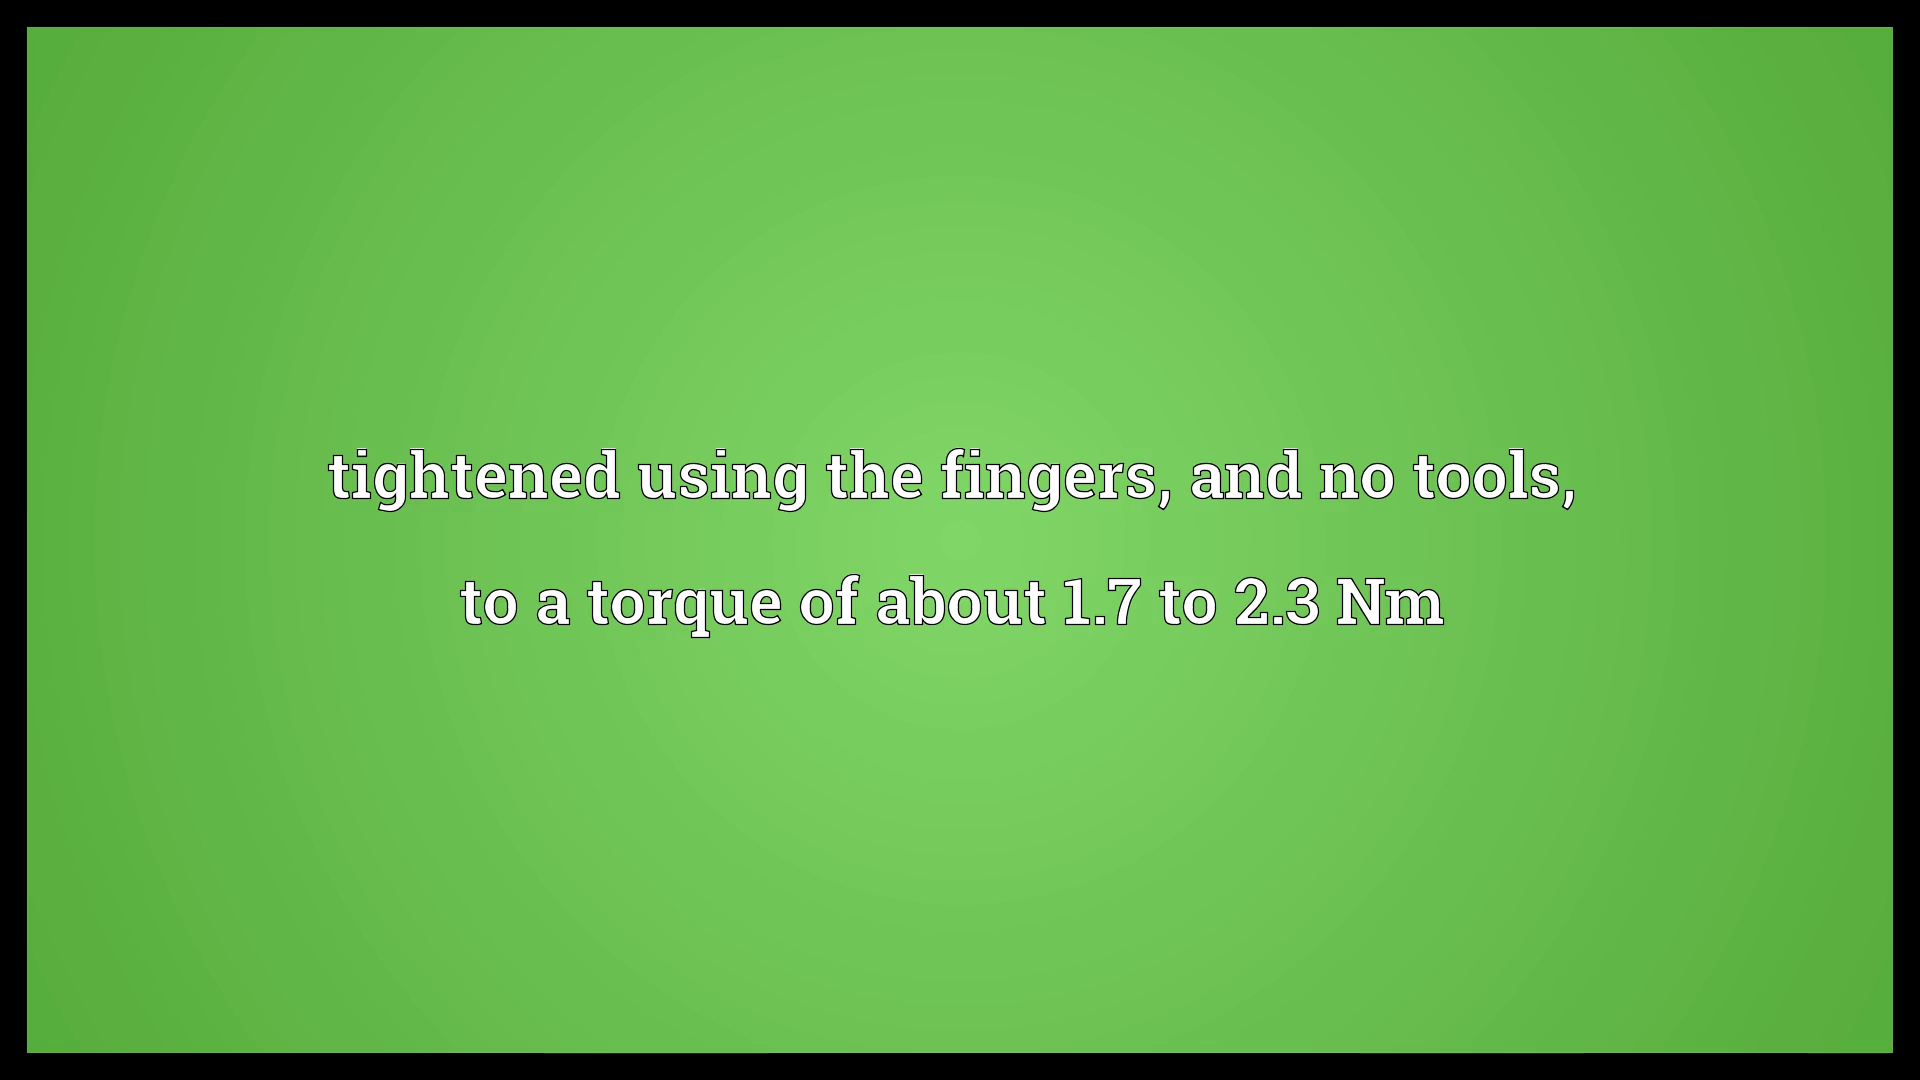 tightened using the fingers, and no tools,
to a torque of about 1.7 to 2.3 Nm